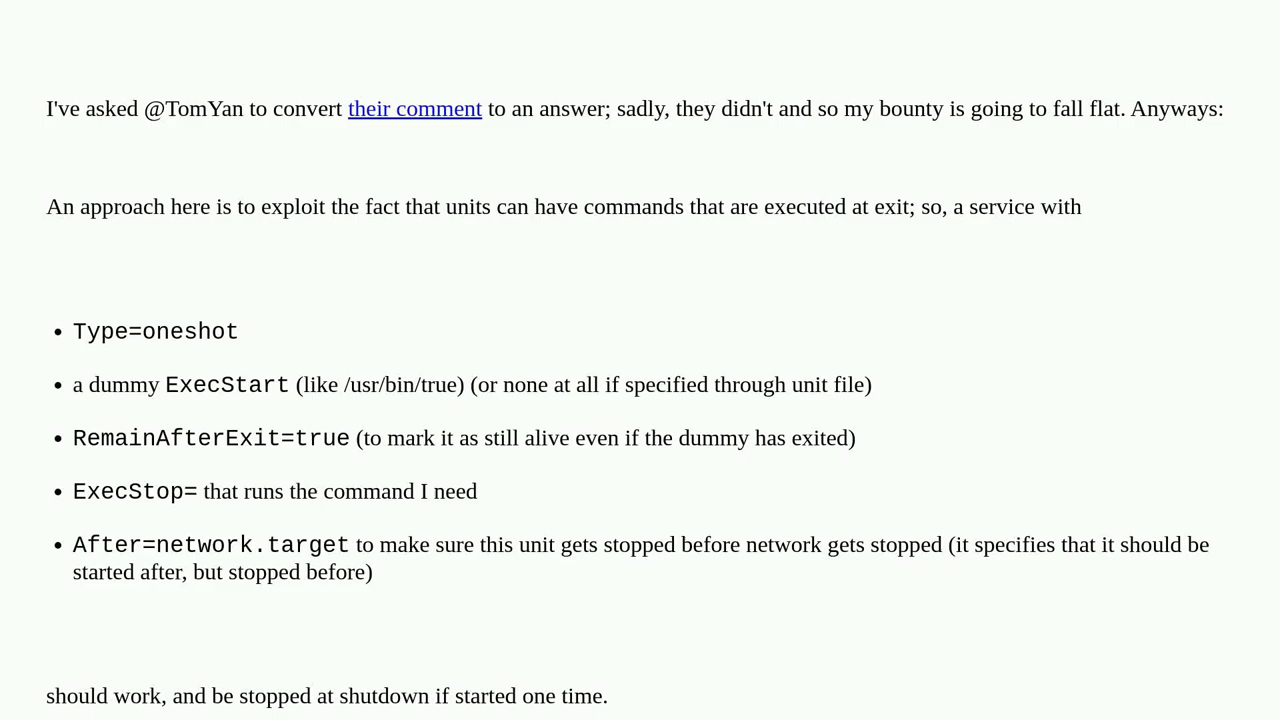 I've asked @TomYan to convert their comment to an answer; sadly, they didn't and so my bounty is going to fall flat. Anyways:
An approach here is to exploit the fact that units can have commands that are executed at exit; so, a service with
• Type=oneshot
• a dummy ExecStart (like /usr/bin/true) (or none at all if specified through unit file)
• RemainAfterExit=true (to mark it as still alive even if the dummy has exited)
• ExecStop= that runs the command I need
• After=network.target to make sure this unit gets stopped before network gets stopped (it specifies that it should be
started after, but stopped before)
should work, and be stopped at shutdown if started one time.